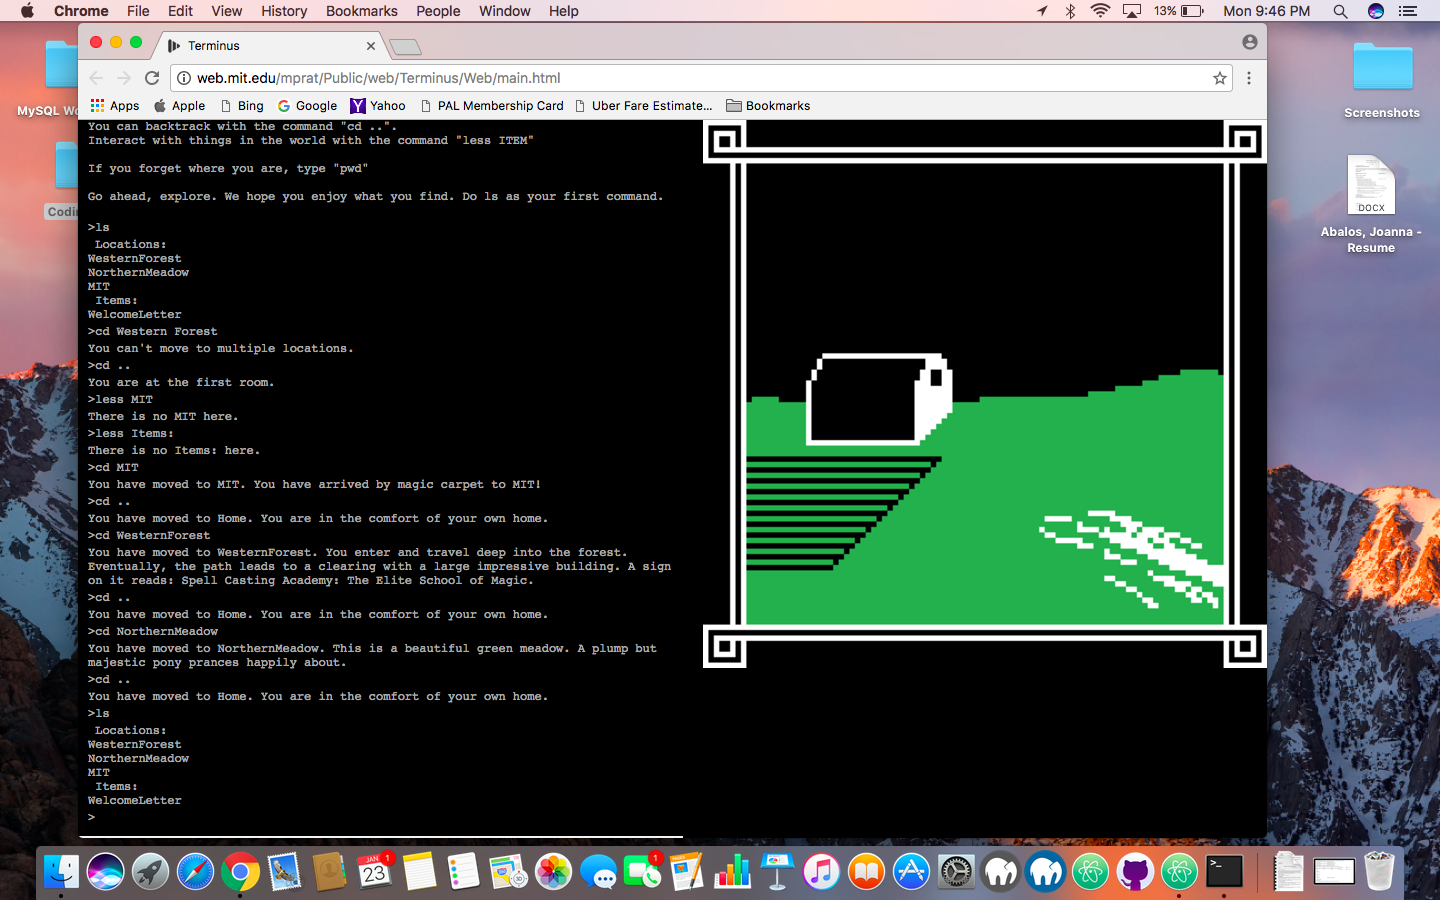 Chrome File Edit View History Bookmarks People Window Help 13% Mon 9:46 PM
Terminus
web.mit.edu/mprat/Public/web/Terminus/Web/main.html
Apps Apple Bing Google Yahoo PAL Membership Card Uber Fare Estimate... Bookmarks
MySQL Wo
Codin
Screenshots
DOCX
Abalos, Joanna -
Resume
You can backtrack with the command "cd ..".
Interact with things in the world with the command "less ITEM"
If you forget where you are, type "pwd"
Go ahead, explore. We hope you enjoy what you find. Do ls as your first command.
>ls
Locations:
WesternForest
NorthernMeadow
MIT
Items:
WelcomeLetter
>cd Western Forest
You can't move to multiple locations.
>cd ..
You are at the first room.
>less MIT
There is no MIT here.
>less Items:
There is no Items: here.
>cd MIT
You have moved to MIT. You have arrived by magic carpet to MIT!
>cd ..
You have moved to Home. You are in the comfort of your own home.
>cd WesternForest
You have moved to WesternForest. You enter and travel deep into the forest.
Eventually, the path leads to a clearing with a large impressive building. A sign
on it reads: Spell Casting Academy: The Elite School of Magic.
>cd ..
You have moved to Home. You are in the comfort of your own home.
>cd NorthernMeadow
You have moved to NorthernMeadow. This is a beautiful green meadow. A plump but
majestic pony prances happily about.
>cd ..
You have moved to Home. You are in the comfort of your own home.
>ls
Locations:
WesternForest
NorthernMeadow
MIT
Items:
WelcomeLetter
>
JAN 23 1 1